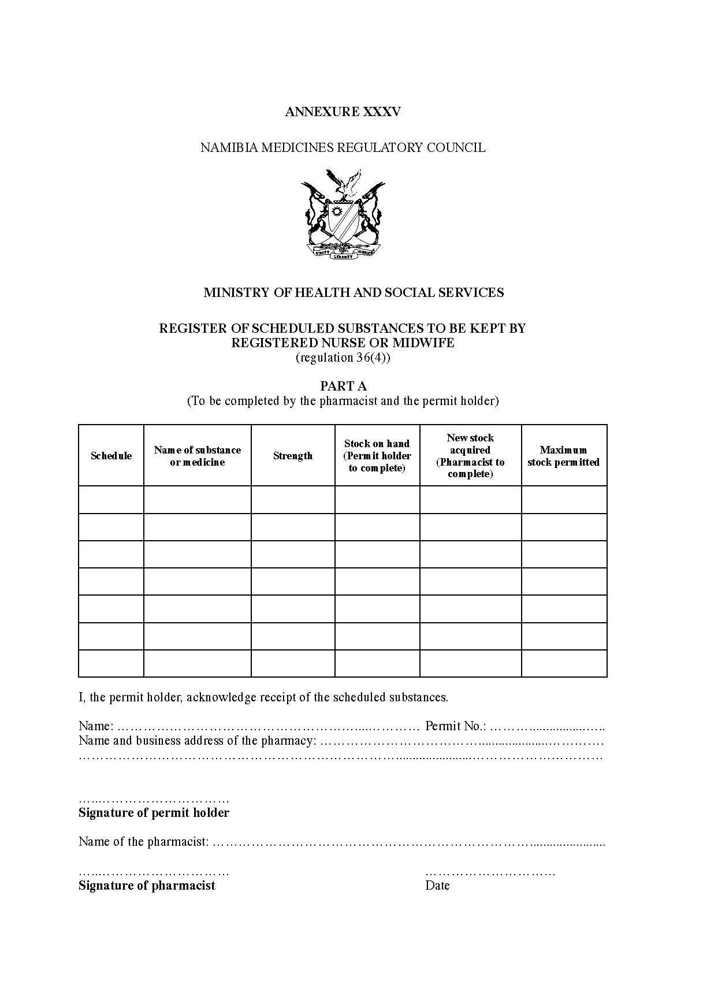 ANNEXURE XXXV
NAMIBIA MEDICINES REGULATORY COUNCIL
UNITY LIBERTY JUSTICE
MINISTRY OF HEALTH AND SOCIAL SERVICES
REGISTER OF SCHEDULED SUBSTANCES TO BE KEPT BY
REGISTERED NURSE OR MIDWIFE
(regulation 36(4))
PART A
(To be completed by the pharmacist and the permit holder)
Schedule
Name of substance
or medicine
Strength
Stock on hand
(Permit holder
to complete)
New stock
acquired
(Pharmacist to
complete)
Maximum
stock permitted
I, the permit holder, acknowledge receipt of the scheduled substances.
Name: ……………………………………………….....………… Permit No.: ………...............…..
Name and business address of the pharmacy: ………………………………....................………….
………………………………………………………………......................…………………………
…..…………………………
Signature of permit holder
Name of the pharmacist: ………………………………………………………………......................
…..…………………………
…………………………
Signature of pharmacist
Date